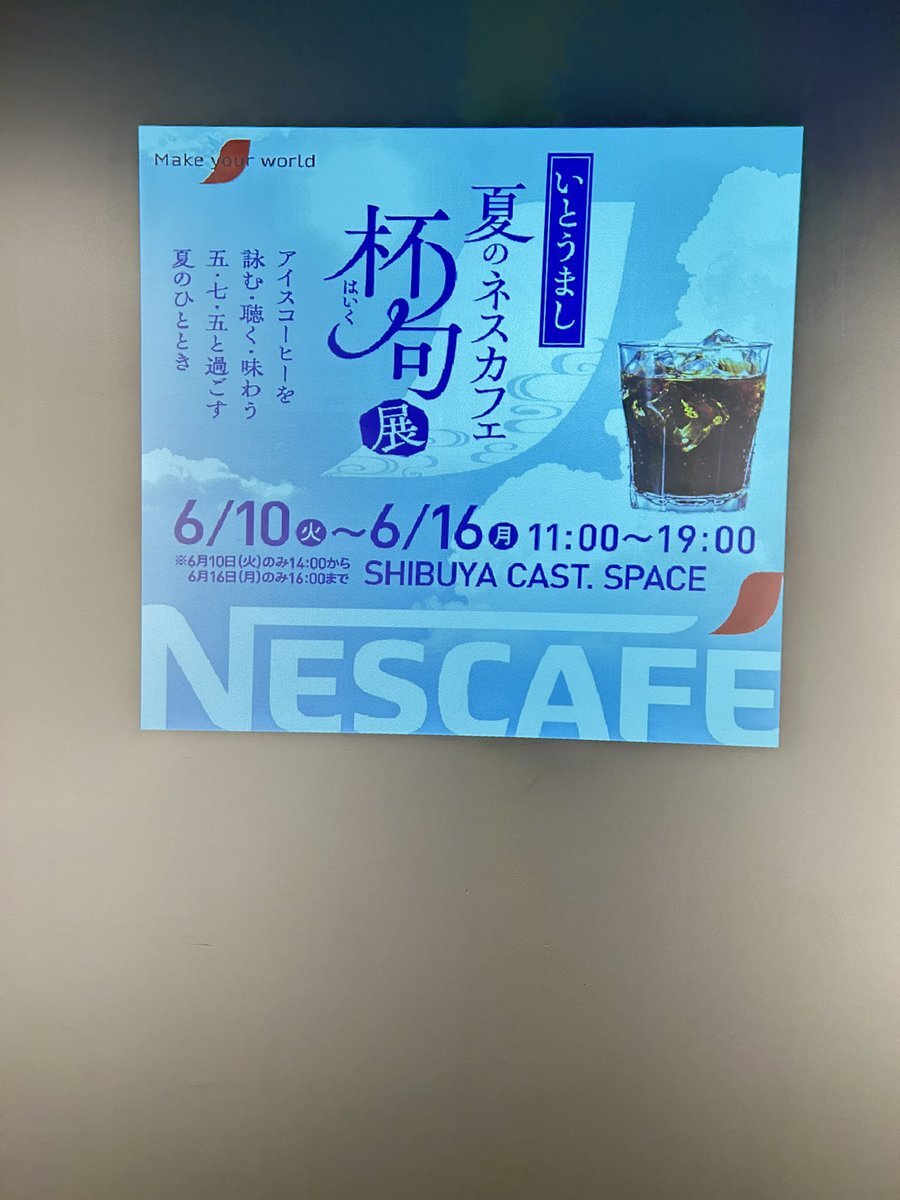 Make your world
いとうまし
夏のネスカフェ
杯句
はいく
展
アイスコーヒーを
詠む・聴く・味わう
五・七・五と過ごす
夏のひととき
6/10火〜6/16月 11:00〜19:00
※6月10日(火)のみ14:00から
6月16日(月)のみ16:00まで
SHIBUYA CAST. SPACE
NESCAFÉ